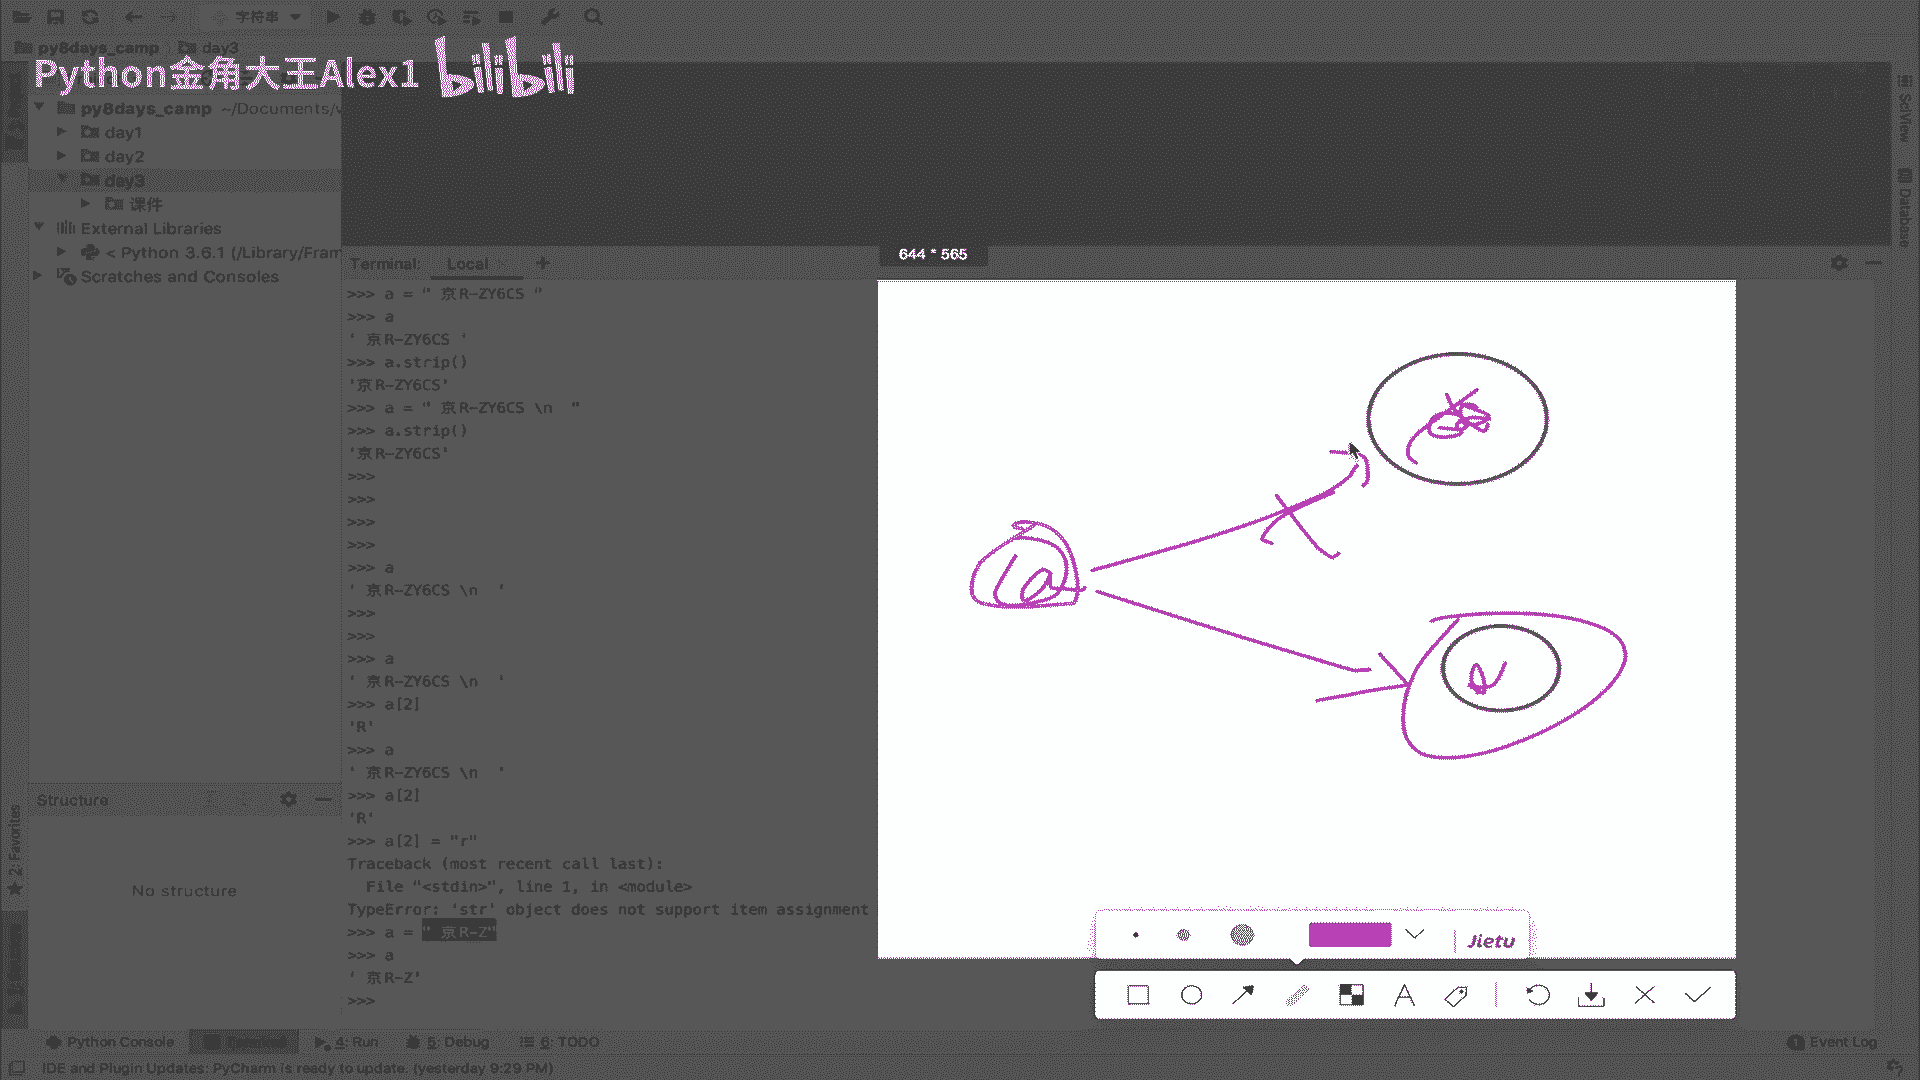 字符串
py8days_camp day3
Python金角大王Alex1 bilibili
py8days_camp ~/Documents/v
day1
day2
day3
课件
External Libraries
< Python 3.6.1 (/Library/Fram
Scratches and Consoles
SciView
Database
Terminal: Local +
644 * 565
>>> a = " 京R-ZY6CS "
>>> a
' 京R-ZY6CS '
>>> a.strip()
'京R-ZY6CS'
>>> a = " 京R-ZY6CS \n  "
>>> a.strip()
'京R-ZY6CS'
>>>
>>>
>>>
>>>
>>> a
' 京R-ZY6CS \n  '
>>>
>>>
>>> a
' 京R-ZY6CS \n  '
>>> a[2]
'R'
>>> a
' 京R-ZY6CS \n  '
>>> a[2]
'R'
>>> a[2] = "r"
Traceback (most recent call last):
  File "<stdin>", line 1, in <module>
TypeError: 'str' object does not support item assignment
>>> a = " 京R-Z"
>>> a
' 京R-Z'
>>>
a
Structure
No structure
2: Favorites
Jietu
A
Python Console
4: Run
5: Debug
6: TODO
1 Event Log
IDE and Plugin Updates: PyCharm is ready to update. (yesterday 9:29 PM)